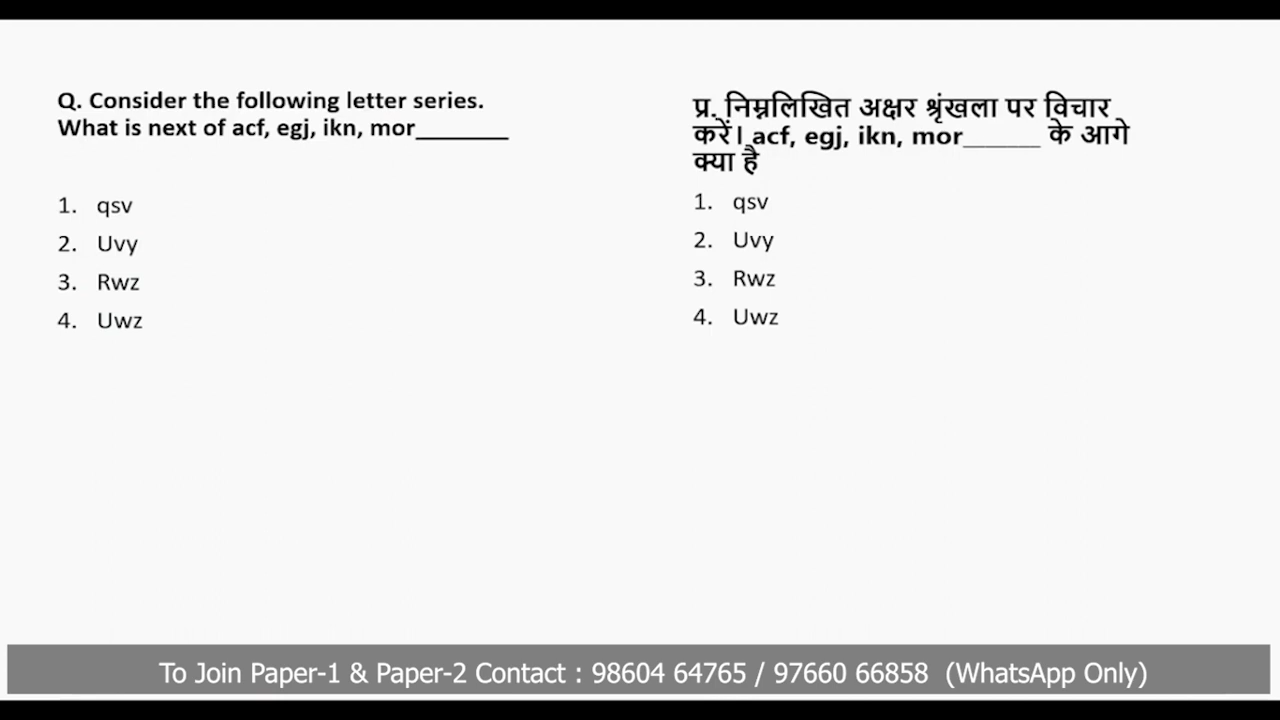 Q. Consider the following letter series.
What is next of acf, egj, ikn, mor_______
1. qsv
2. Uvy
3. Rwz
4. Uwz
प्र. निम्नलिखित अक्षर श्रृंखला पर विचार
करें। acf, egj, ikn, mor______ के आगे
क्या है
1. qsv
2. Uvy
3. Rwz
4. Uwz
To Join Paper-1 & Paper-2 Contact : 98604 64765 / 97660 66858 (WhatsApp Only)